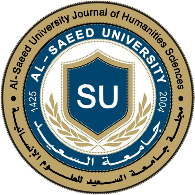 Al-Saeed University Journal of Humanities Sciences
AL-SAEED UNIVERSITY
1425
2004
SU
جامعة السعيد
مجلة جامعة السعيد للعلوم الإنسانية